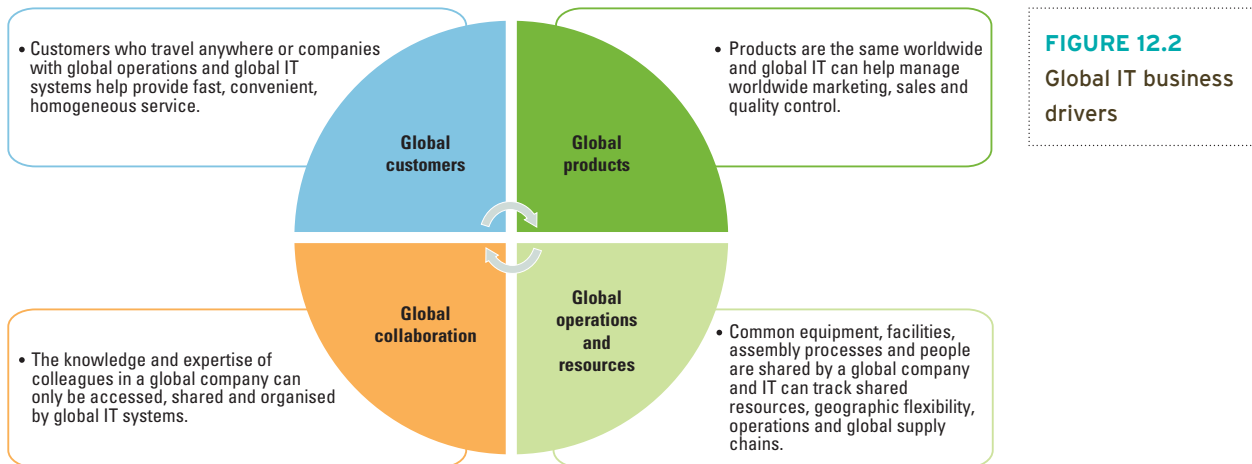 • Customers who travel anywhere or companies
with global operations and global IT
systems help provide fast, convenient,
homogeneous service.
Global
customers
Global
products
• Products are the same worldwide
and global IT can help manage
worldwide marketing, sales and
quality control.
FIGURE 12.2
Global IT business
drivers
• The knowledge and expertise of
colleagues in a global company can
only be accessed, shared and organised
by global IT systems.
Global
collaboration
Global
operations
and
resources
• Common equipment, facilities,
assembly processes and people
are shared by a global company
and IT can track shared
resources, geographic flexibility,
operations and global supply
chains.